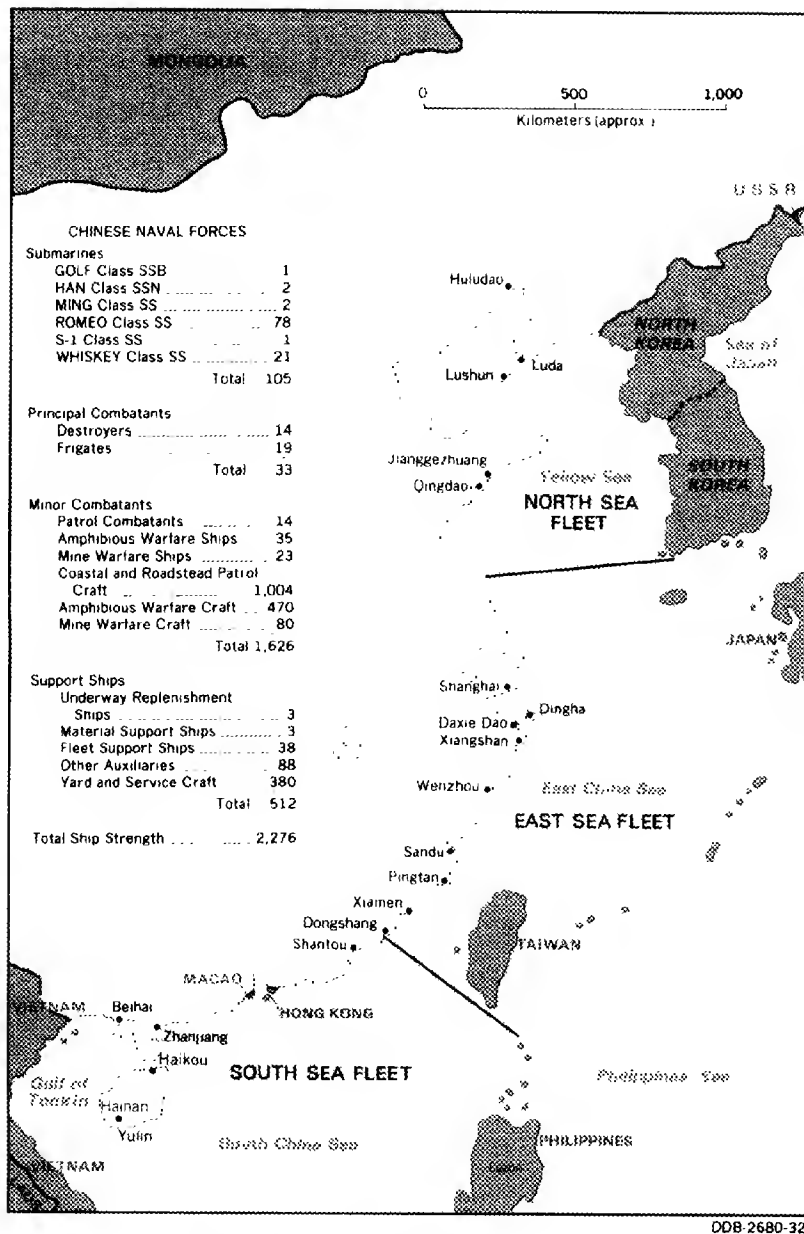 MONGOLIA
0 500 1,000
Kilometers (approx.)
USSR
CHINESE NAVAL FORCES
Submarines
GOLF Class SSB 1
HAN Class SSN 2
MING Class SS 2
ROMEO Class SS 78
S-1 Class SS 1
WHISKEY Class SS 21
Total 105
Principal Combatants
Destroyers 14
Frigates 19
Total 33
Minor Combatants
Patrol Combatants 14
Amphibious Warfare Ships 35
Mine Warfare Ships 23
Coastal and Roadstead Patrol
Craft 1,004
Amphibious Warfare Craft 470
Mine Warfare Craft 80
Total 1,626
Support Ships
Underway Replenishment
Ships 3
Material Support Ships 3
Fleet Support Ships 38
Other Auxiliaries 88
Yard and Service Craft 380
Total 512
Total Ship Strength 2,276
Huludao
NORTH
KOREA
Sea of
Japan
Luda
Lushun
Jianggezhuang
Qingdao
Yellow Sea
SOUTH
KOREA
NORTH SEA
FLEET
JAPAN
Shanghai
Dingha
Daxie Dao
Xiangshan
Wenzhou
East China Sea
EAST SEA FLEET
Sandu
Pingtan
Xiamen
Dongshang
Shantou
TAIWAN
MACAO
HONG KONG
VIETNAM
Beihai
Zhanjiang
Haikou
SOUTH SEA FLEET
Philippines Sea
Gulf of
Tonkin
Hainan
Yulin
South China Sea
PHILIPPINES
Luzon
VIETNAM
DDB-2680-32